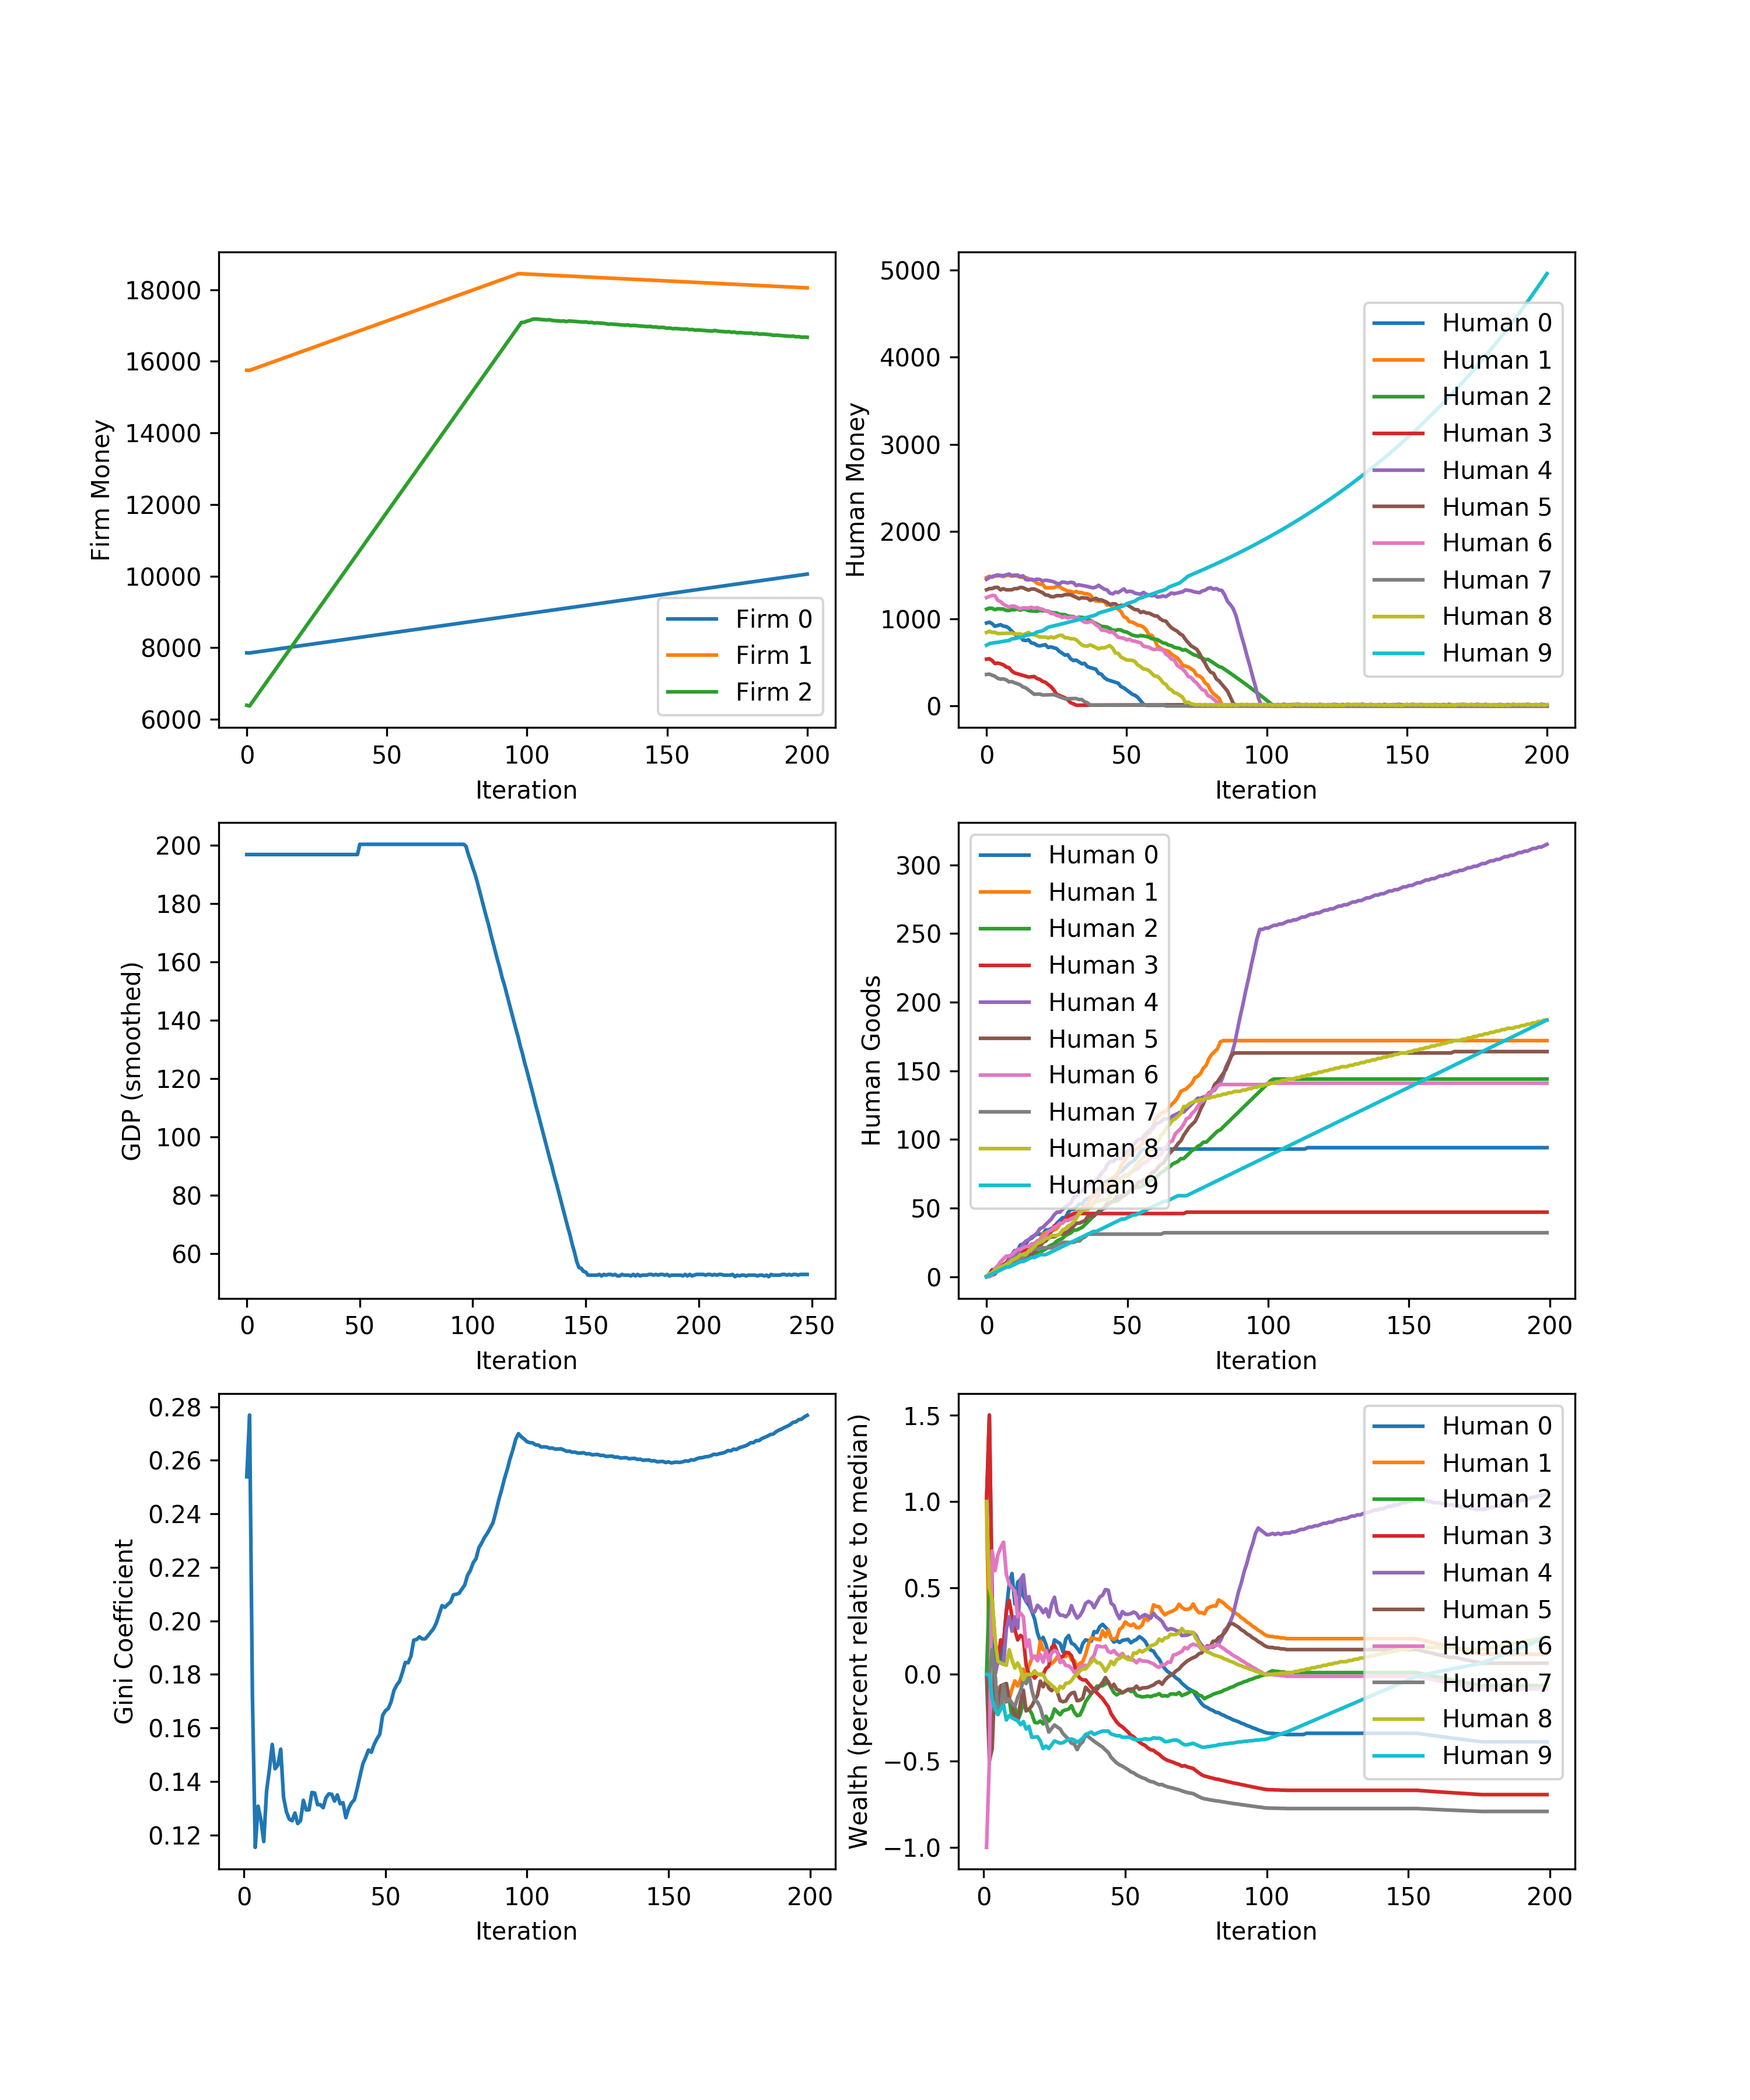 Firm Money
18000
16000
14000
12000
10000
8000
6000
0 50 100 150 200
Iteration
Firm 0
Firm 1
Firm 2
Human Money
5000
4000
3000
2000
1000
0
0 50 100 150 200
Iteration
Human 0
Human 1
Human 2
Human 3
Human 4
Human 5
Human 6
Human 7
Human 8
Human 9
GDP (smoothed)
200
180
160
140
120
100
80
60
0 50 100 150 200 250
Iteration
Human Goods
300
250
200
150
100
50
0
0 50 100 150 200
Iteration
Human 0
Human 1
Human 2
Human 3
Human 4
Human 5
Human 6
Human 7
Human 8
Human 9
Gini Coefficient
0.28
0.26
0.24
0.22
0.20
0.18
0.16
0.14
0.12
0 50 100 150 200
Iteration
Wealth (percent relative to median)
1.5
1.0
0.5
0.0
−0.5
−1.0
0 50 100 150 200
Iteration
Human 0
Human 1
Human 2
Human 3
Human 4
Human 5
Human 6
Human 7
Human 8
Human 9